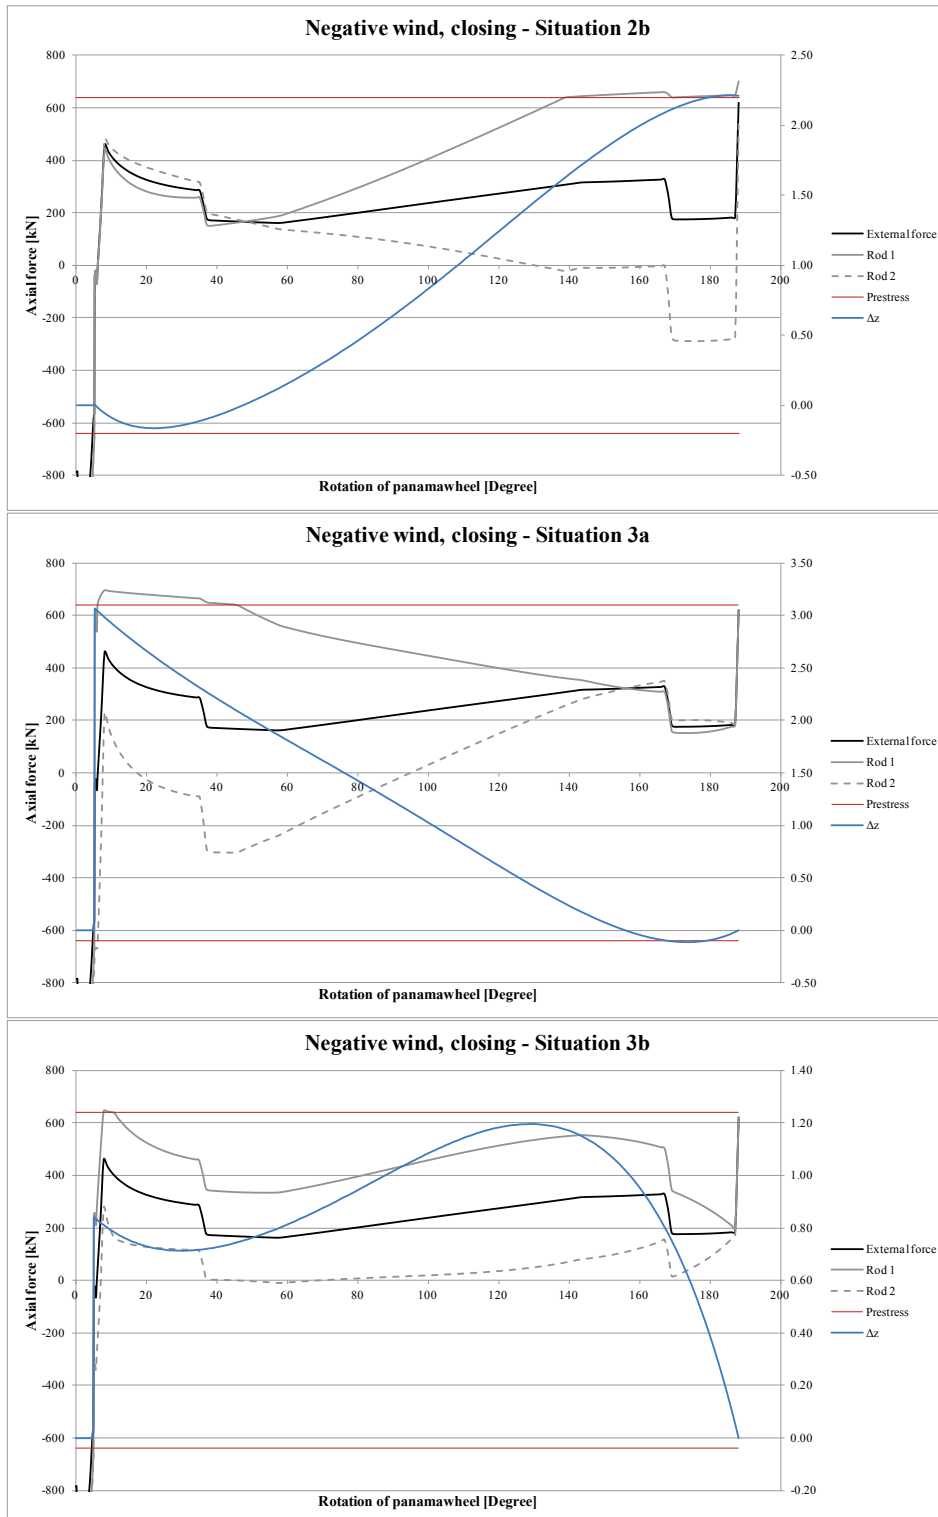 Negative wind, closing - Situation 2b
800
600
400
200
0
-200
-400
-600
-800
Axial force [kN]
0 20 40 60 80 100 120 140 160 180 200
Rotation of panamawheel [Degree]
2.50
2.00
1.50
1.00
0.50
0.00
-0.50
External force
Rod 1
Rod 2
Prestress
Δz
Negative wind, closing - Situation 3a
800
600
400
200
0
-200
-400
-600
-800
Axial force [kN]
0 20 40 60 80 100 120 140 160 180 200
Rotation of panamawheel [Degree]
3.50
3.00
2.50
2.00
1.50
1.00
0.50
0.00
-0.50
External force
Rod 1
Rod 2
Prestress
Δz
Negative wind, closing - Situation 3b
800
600
400
200
0
-200
-400
-600
-800
Axial force [kN]
0 20 40 60 80 100 120 140 160 180 200
Rotation of panamawheel [Degree]
1.40
1.20
1.00
0.80
0.60
0.40
0.20
0.00
-0.20
External force
Rod 1
Rod 2
Prestress
Δz